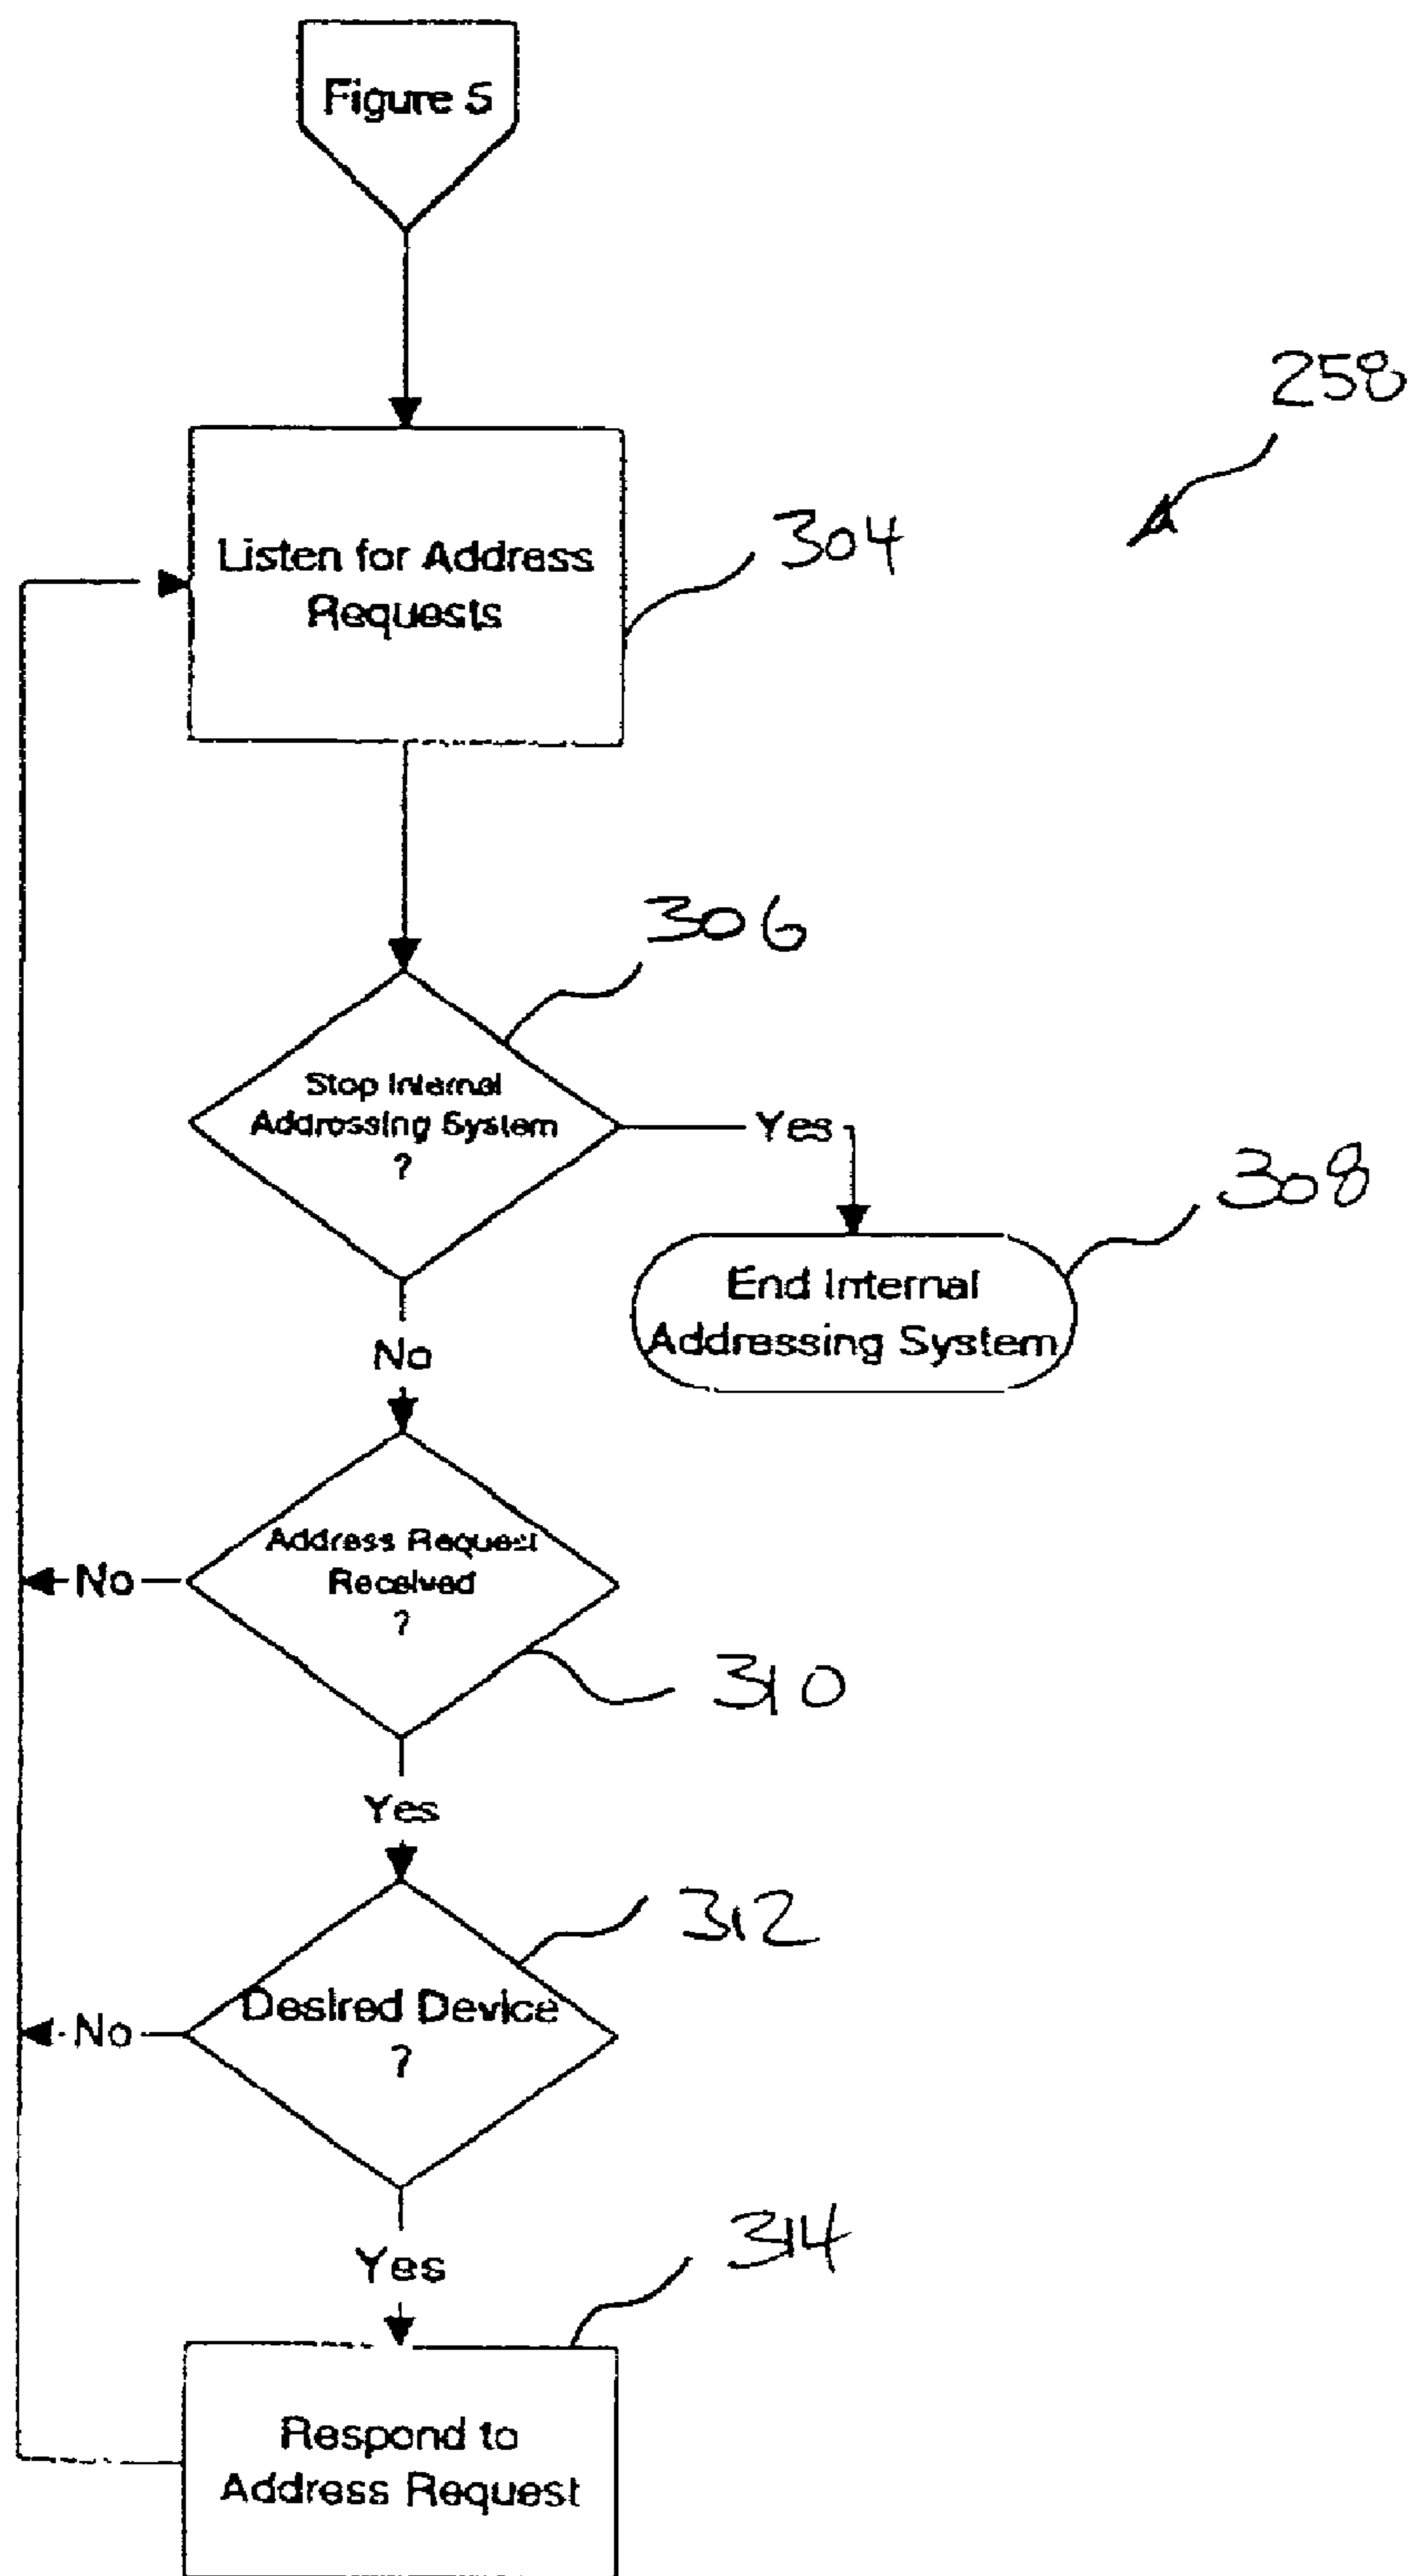 Figure 5
258
Listen for Address
Requests
304
306
Stop Internal
Addressing System
?
Yes
308
End Internal
Addressing System
No
Address Request
Received
?
No
310
Yes
312
Desired Device
?
No
Yes
314
Respond to
Address Request